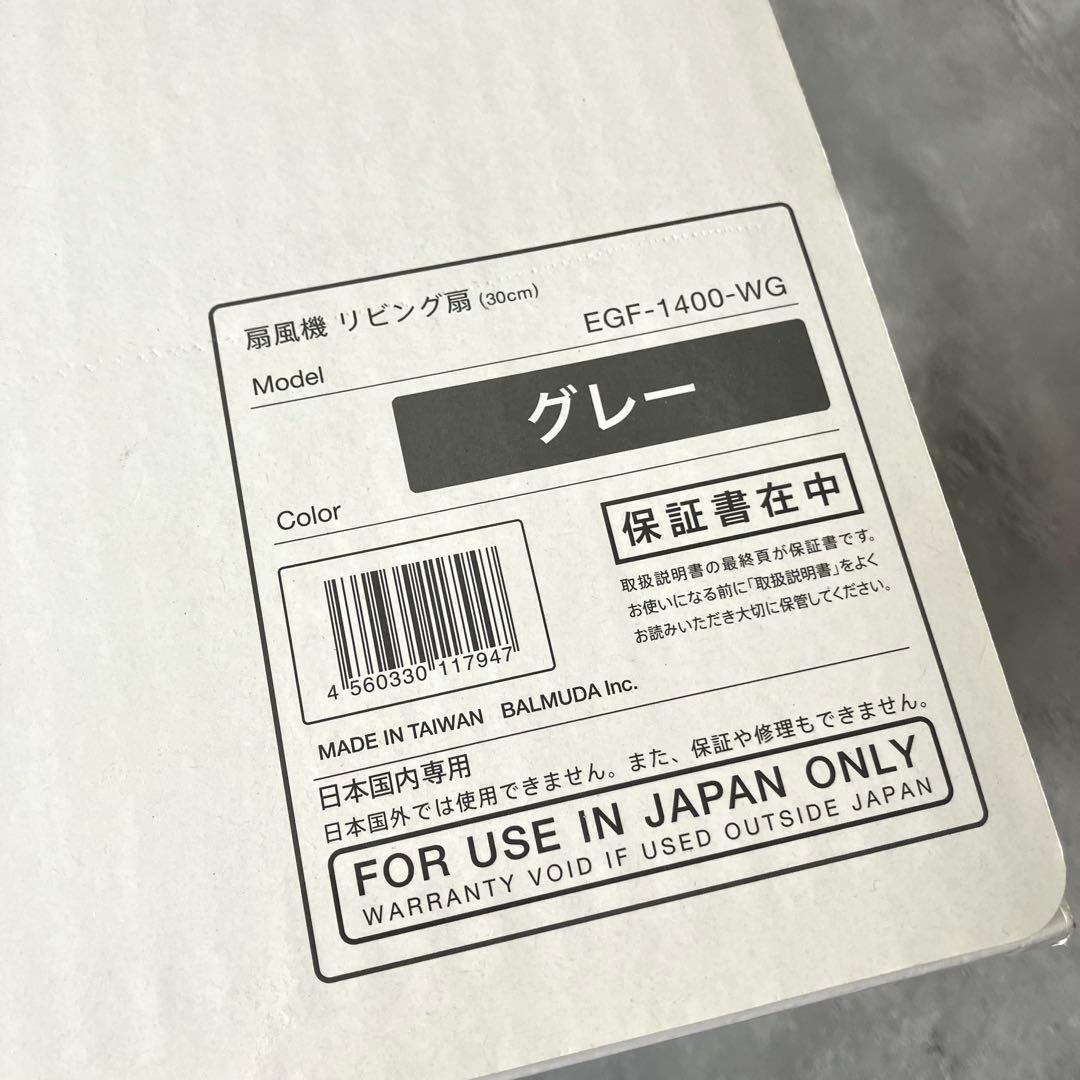 扇風機 リビング扇 (30cm)
Model
EGF-1400-WG
グレー
Color
保証書在中
取扱説明書の最終頁が保証書です。
お使いになる前に「取扱説明書」をよく
お読みいただき大切に保管してください。
4 560330 117947
MADE IN TAIWAN BALMUDA Inc.
日本国内専用
日本国外では使用できません。また、保証や修理もできません。
FOR USE IN JAPAN ONLY
WARRANTY VOID IF USED OUTSIDE JAPAN